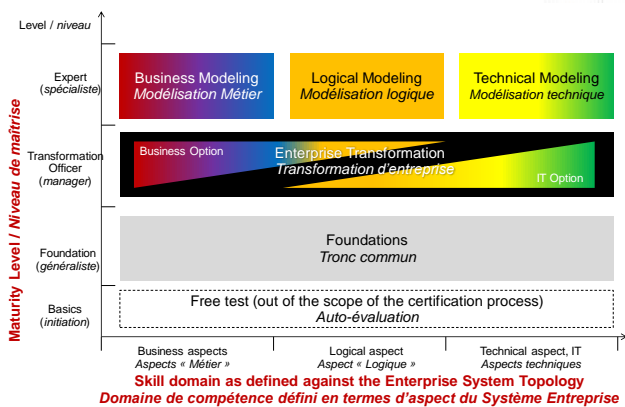 Level / niveau
Expert
(spécialiste)
Business Modeling
Modélisation Métier
Logical Modeling
Modélisation logique
Technical Modeling
Modélisation technique
Transformation
Officer
(manager)
Business Option
Enterprise Transformation
Transformation d'entreprise
IT Option
Foundation
(généraliste)
Foundations
Tronc commun
Basics
(initiation)
Free test (out of the scope of the certification process)
Auto-évaluation
Maturity Level / Niveau de maîtrise
Business aspects
Aspects « Métier »
Logical aspect
Aspect « Logique »
Technical aspect, IT
Aspects techniques
Skill domain as defined against the Enterprise System Topology
Domaine de compétence défini en termes d'aspect du Système Entreprise